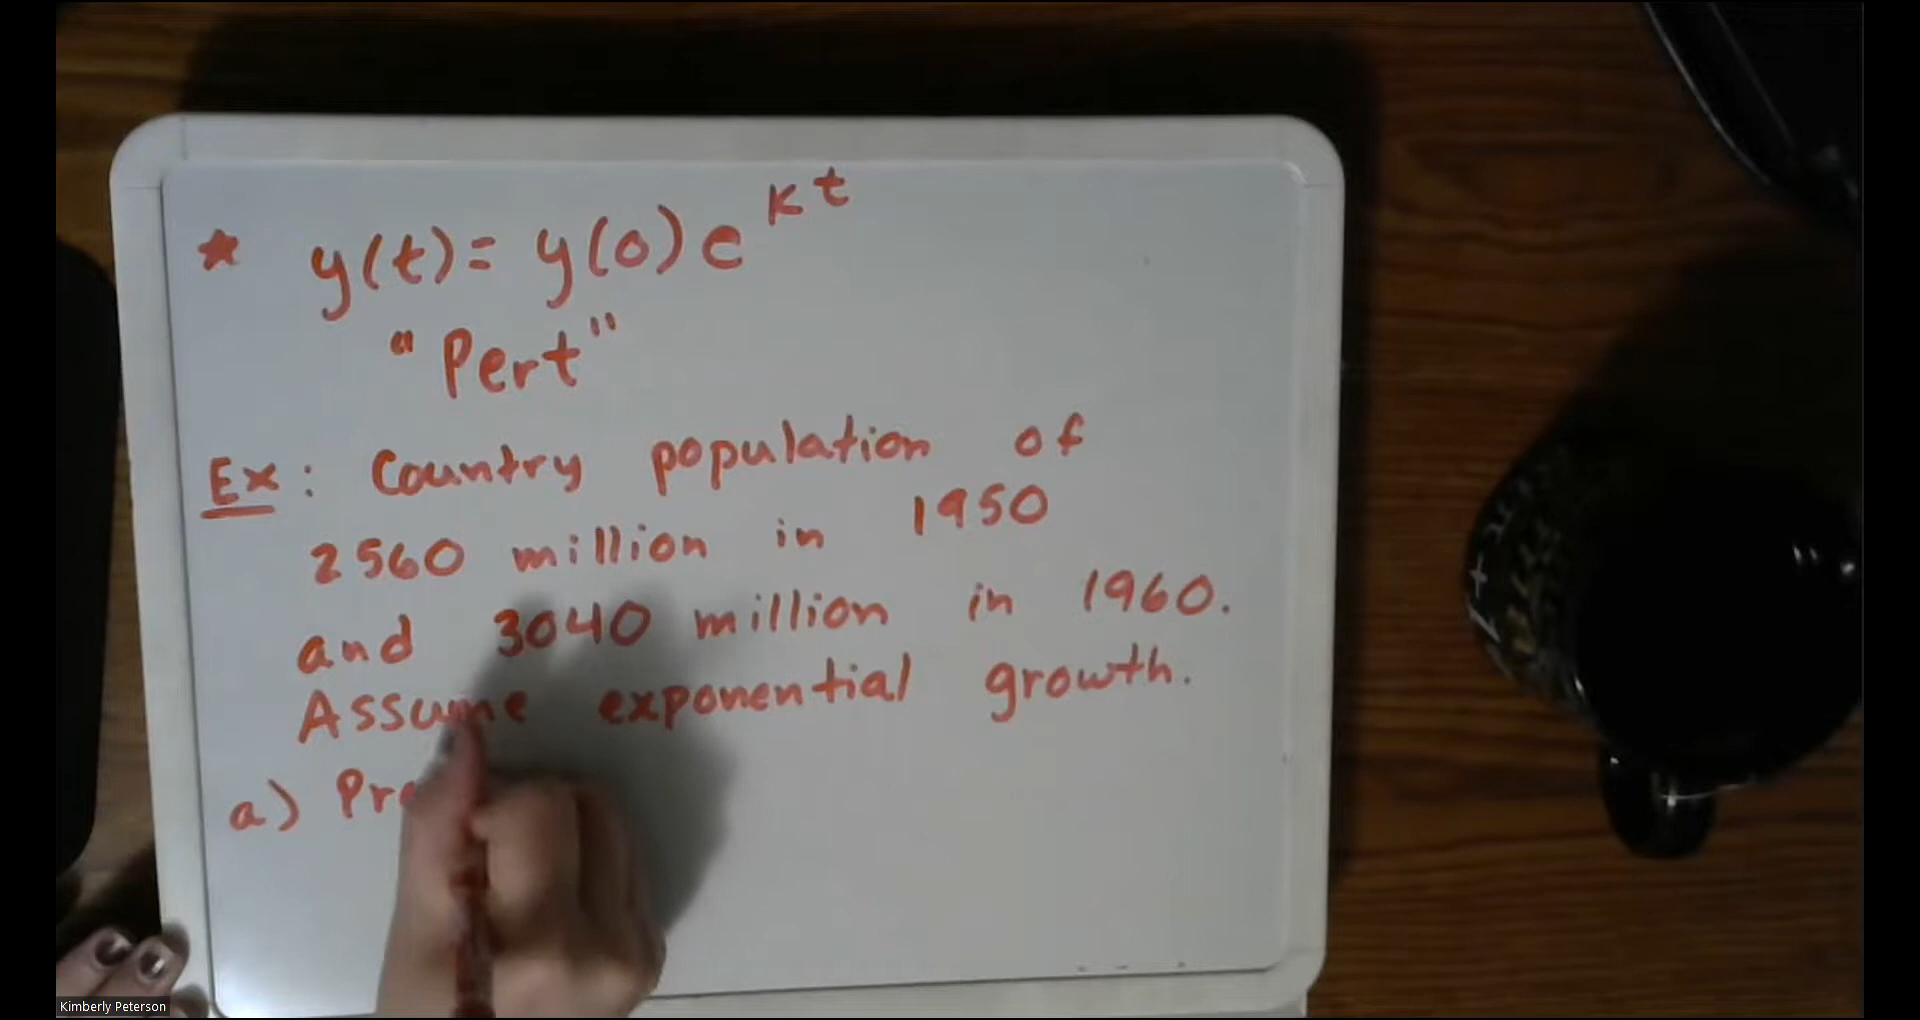 ★ y(t) = y(0) e^kt
"Pert"
Ex: Country population of
2560 million in 1950
and 3040 million in 1960.
Assume exponential growth.
a)
Kimberly Peterson